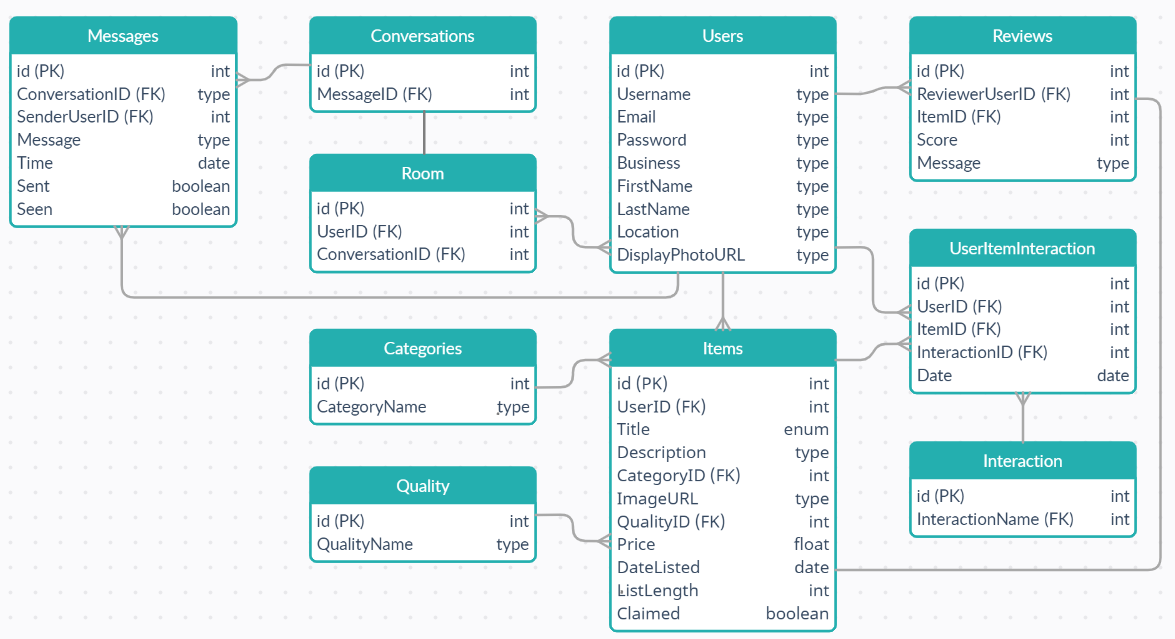 Messages
id (PK) int
ConversationID (FK) type
SenderUserID (FK) int
Message type
Time date
Sent boolean
Seen boolean
Conversations
id (PK) int
MessageID (FK) int
Room
id (PK) int
UserID (FK) int
ConversationID (FK) int
Users
id (PK) int
Username type
Email type
Password type
Business type
FirstName type
LastName type
Location type
DisplayPhotoURL type
Reviews
id (PK) int
ReviewerUserID (FK) int
ItemID (FK) int
Score int
Message type
UserItemInteraction
id (PK) int
UserID (FK) int
ItemID (FK) int
InteractionID (FK) int
Date date
Categories
id (PK) int
CategoryName type
Items
id (PK) int
UserID (FK) int
Title enum
Description type
CategoryID (FK) int
ImageURL type
QualityID (FK) int
Price float
DateListed date
ListLength int
Claimed boolean
Quality
id (PK) int
QualityName type
Interaction
id (PK) int
InteractionName (FK) int